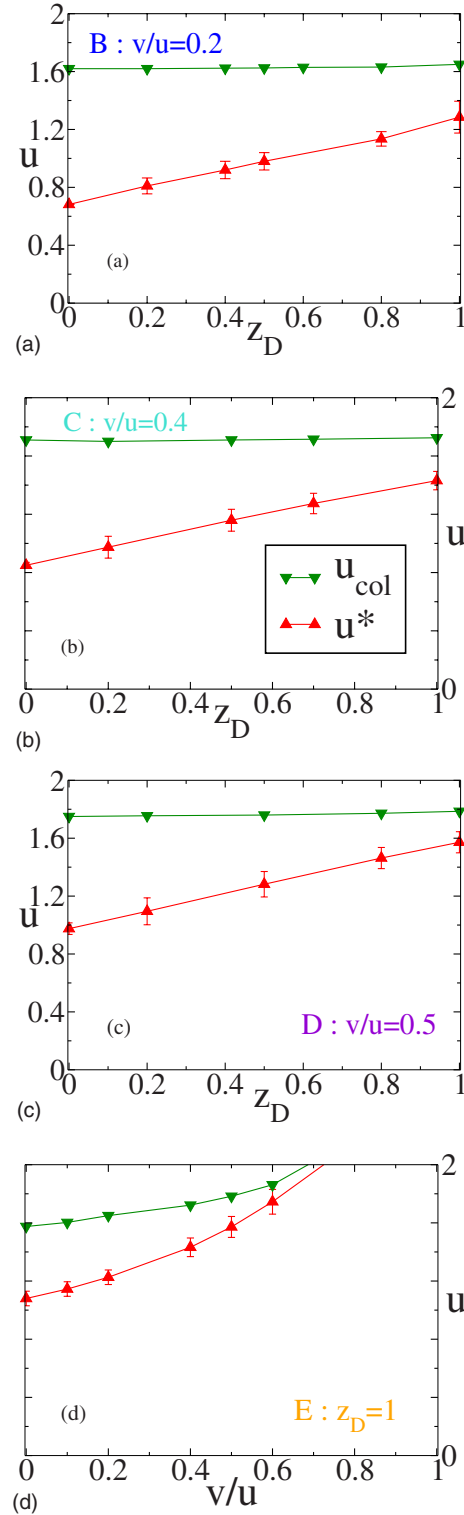 2
B : v/u=0.2
1.6
1.2
u
0.8
0.4
(a)
0
0 0.2 0.4 0.6 0.8 1
z_D
(a)
2
C : v/u=0.4
u_col
u*
u
(b)
0
0 0.2 0.4 0.6 0.8 1
z_D
(b)
2
1.6
1.2
u
0.8
0.4
(c)
D : v/u=0.5
0
0 0.2 0.4 0.6 0.8 1
z_D
(c)
2
u
(d)
E : z_D=1
0
0 0.2 0.4 0.6 0.8 1
v/u
(d)